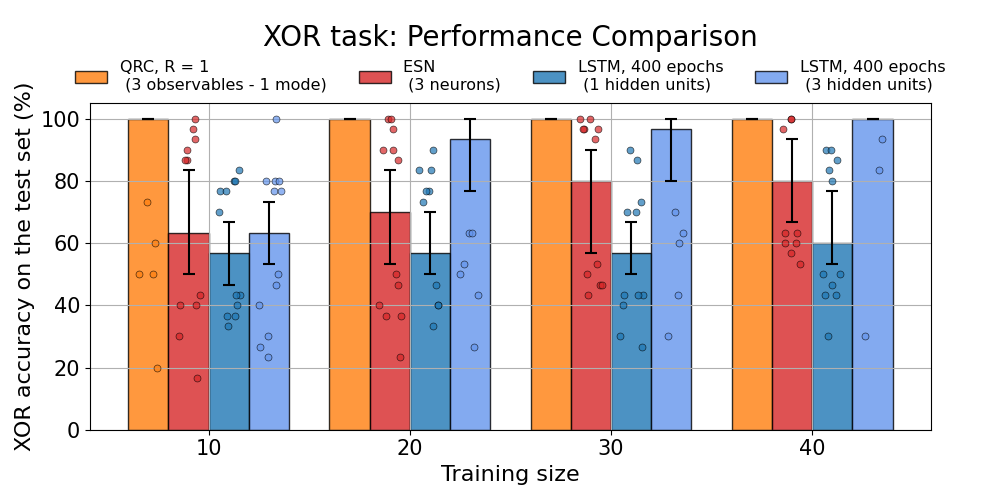 XOR task: Performance Comparison
QRC, R = 1
(3 observables - 1 mode)
ESN
(3 neurons)
LSTM, 400 epochs
(1 hidden units)
LSTM, 400 epochs
(3 hidden units)
XOR accuracy on the test set (%)
100
80
60
40
20
0
10
20
30
40
Training size